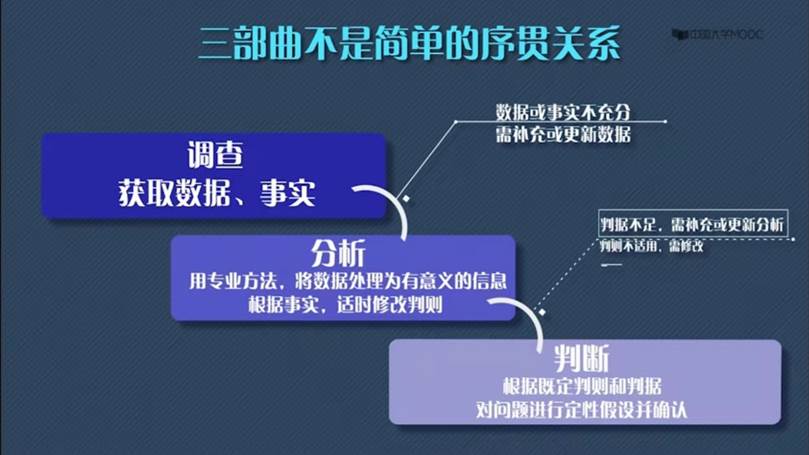 三部曲不是简单的序贯关系
中国大学MOOC
数据或事实不充分
需补充或更新数据
调查
获取数据、事实
判据不足，需补充或更新分析
判则不适用，需修改
分析
用专业方法，将数据处理为有意义的信息
根据事实，适时修改判则
判断
根据既定判则和判据
对问题进行定性假设并确认